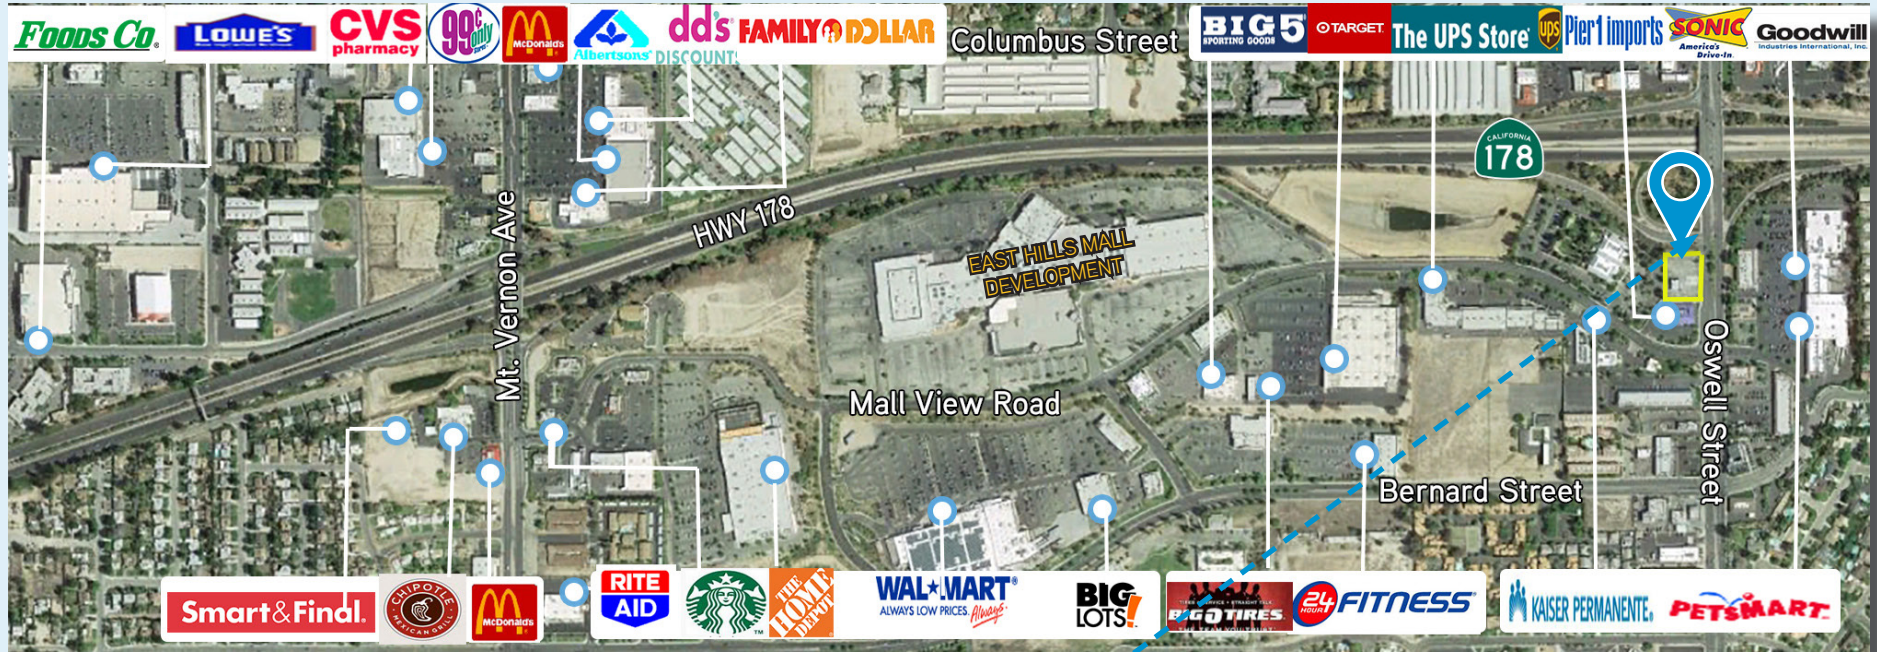 FOODS CO.
LOWE'S
CVS
pharmacy
99¢
only
McDonald's
Albertsons
dd's
DISCOUNTS
FAMILY DOLLAR
Columbus Street
BIG 5
SPORTING GOODS
TARGET
The UPS Store
ups
Pier 1 imports
SONIC
America's
Drive-In.
Goodwill
Industries International, Inc.
CALIFORNIA
178
HWY 178
Mt. Vernon Ave
EAST HILLS MALL
DEVELOPMENT
Mall View Road
Oswell Street
Bernard Street
Smart&Final.
CHIPOTLE
MEXICAN GRILL
McDonald's
RITE
AID
THE
HOME
DEPOT
WAL★MART®
ALWAYS LOW PRICES.
Always.
BIG
LOTS!
BIG O TIRES
THE TEAM YOU TRUST
24
HOUR
FITNESS
KAISER PERMANENTE®
PETSMART